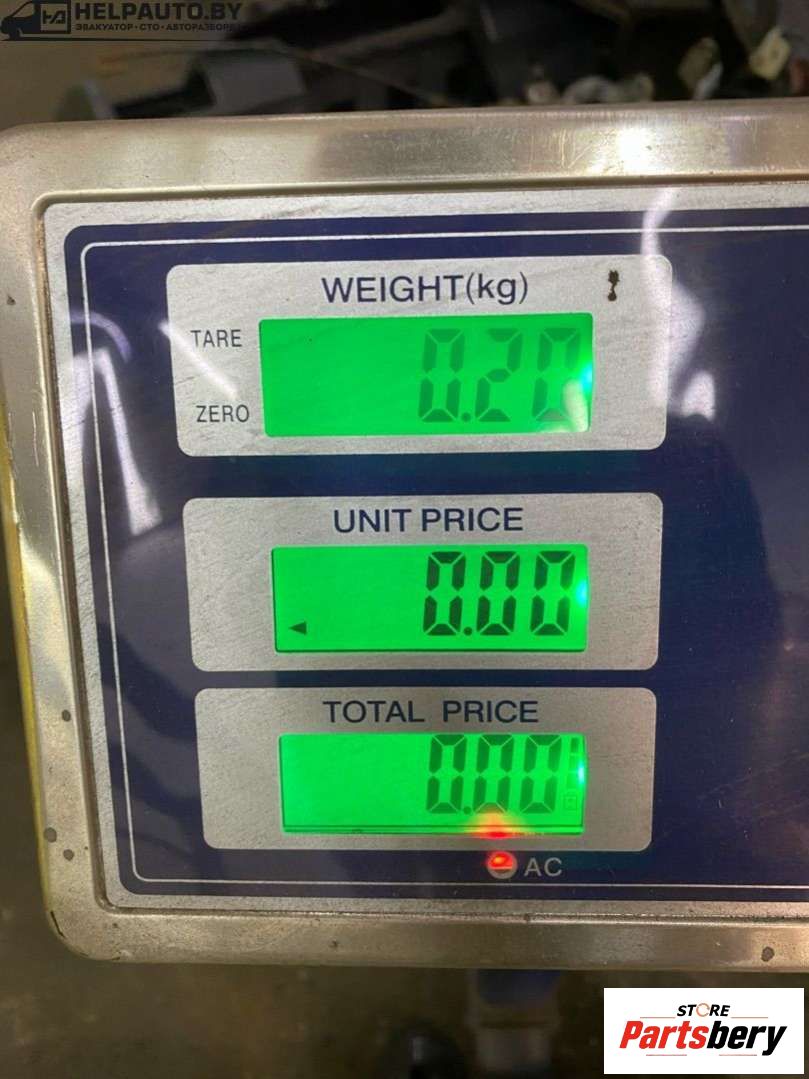 HELPAUTO.BY
ЭВАКУАТОР • СТО • АВТОРАЗБОРКА
WEIGHT(kg)
TARE
0.20
ZERO
UNIT PRICE
0.00
TOTAL PRICE
0.00
AC
STORE
Partsbery